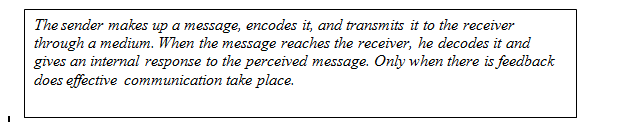 The sender makes up a message, encodes it, and transmits it to the receiver
through a medium. When the message reaches the receiver, he decodes it and
gives an internal response to the perceived message. Only when there is feedback
does effective communication take place.